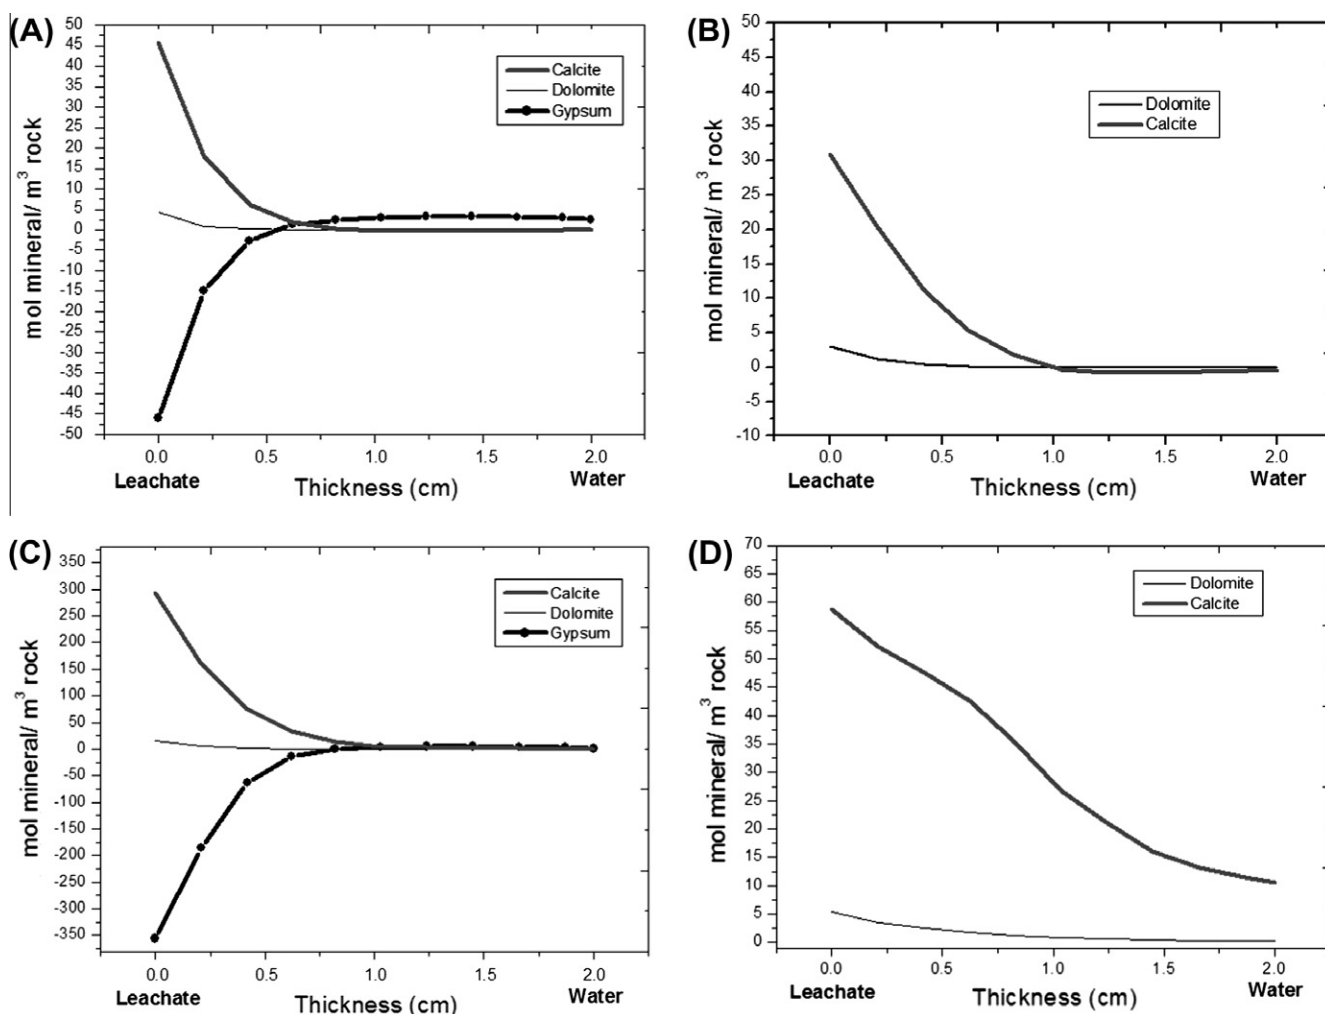 (A)
mol mineral/ m³ rock
50
45
40
35
30
25
20
15
10
5
0
-5
-10
-15
-20
-25
-30
-35
-40
-45
-50
Calcite
Dolomite
Gypsum
0.0 0.5 1.0 1.5 2.0
Leachate Thickness (cm) Water
(B)
mol mineral/ m³ rock
50
45
40
35
30
25
20
15
10
5
0
-5
-10
Dolomite
Calcite
0.0 0.5 1.0 1.5 2.0
Leachate Thickness (cm) Water
(C)
mol mineral/ m³ rock
350
300
250
200
150
100
50
0
-50
-100
-150
-200
-250
-300
-350
Calcite
Dolomite
Gypsum
0.0 0.5 1.0 1.5 2.0
Leachate Thickness (cm) Water
(D)
mol mineral/ m³ rock
70
65
60
55
50
45
40
35
30
25
20
15
10
5
0
Dolomite
Calcite
0.0 0.5 1.0 1.5 2.0
Leachate Thickness (cm) Water